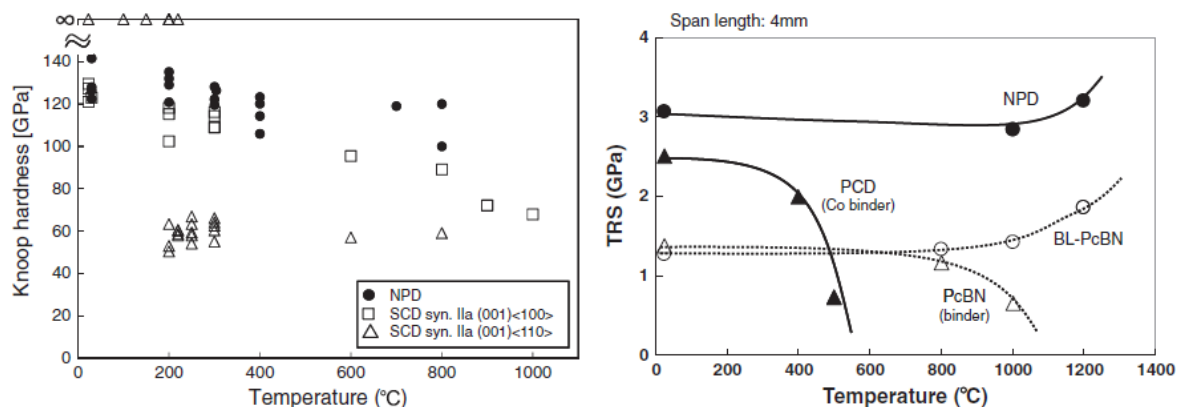 ∞
140
120
100
80
60
40
20
0
Knoop hardness [GPa]
NPD
SCD syn. IIa (001)<100>
SCD syn. IIa (001)<110>
0 200 400 600 800 1000
Temperature (℃)
Span length: 4mm
4
3
2
1
0
TRS (GPa)
NPD
PCD
(Co binder)
BL-PcBN
PcBN
(binder)
0 200 400 600 800 1000 1200 1400
Temperature (℃)